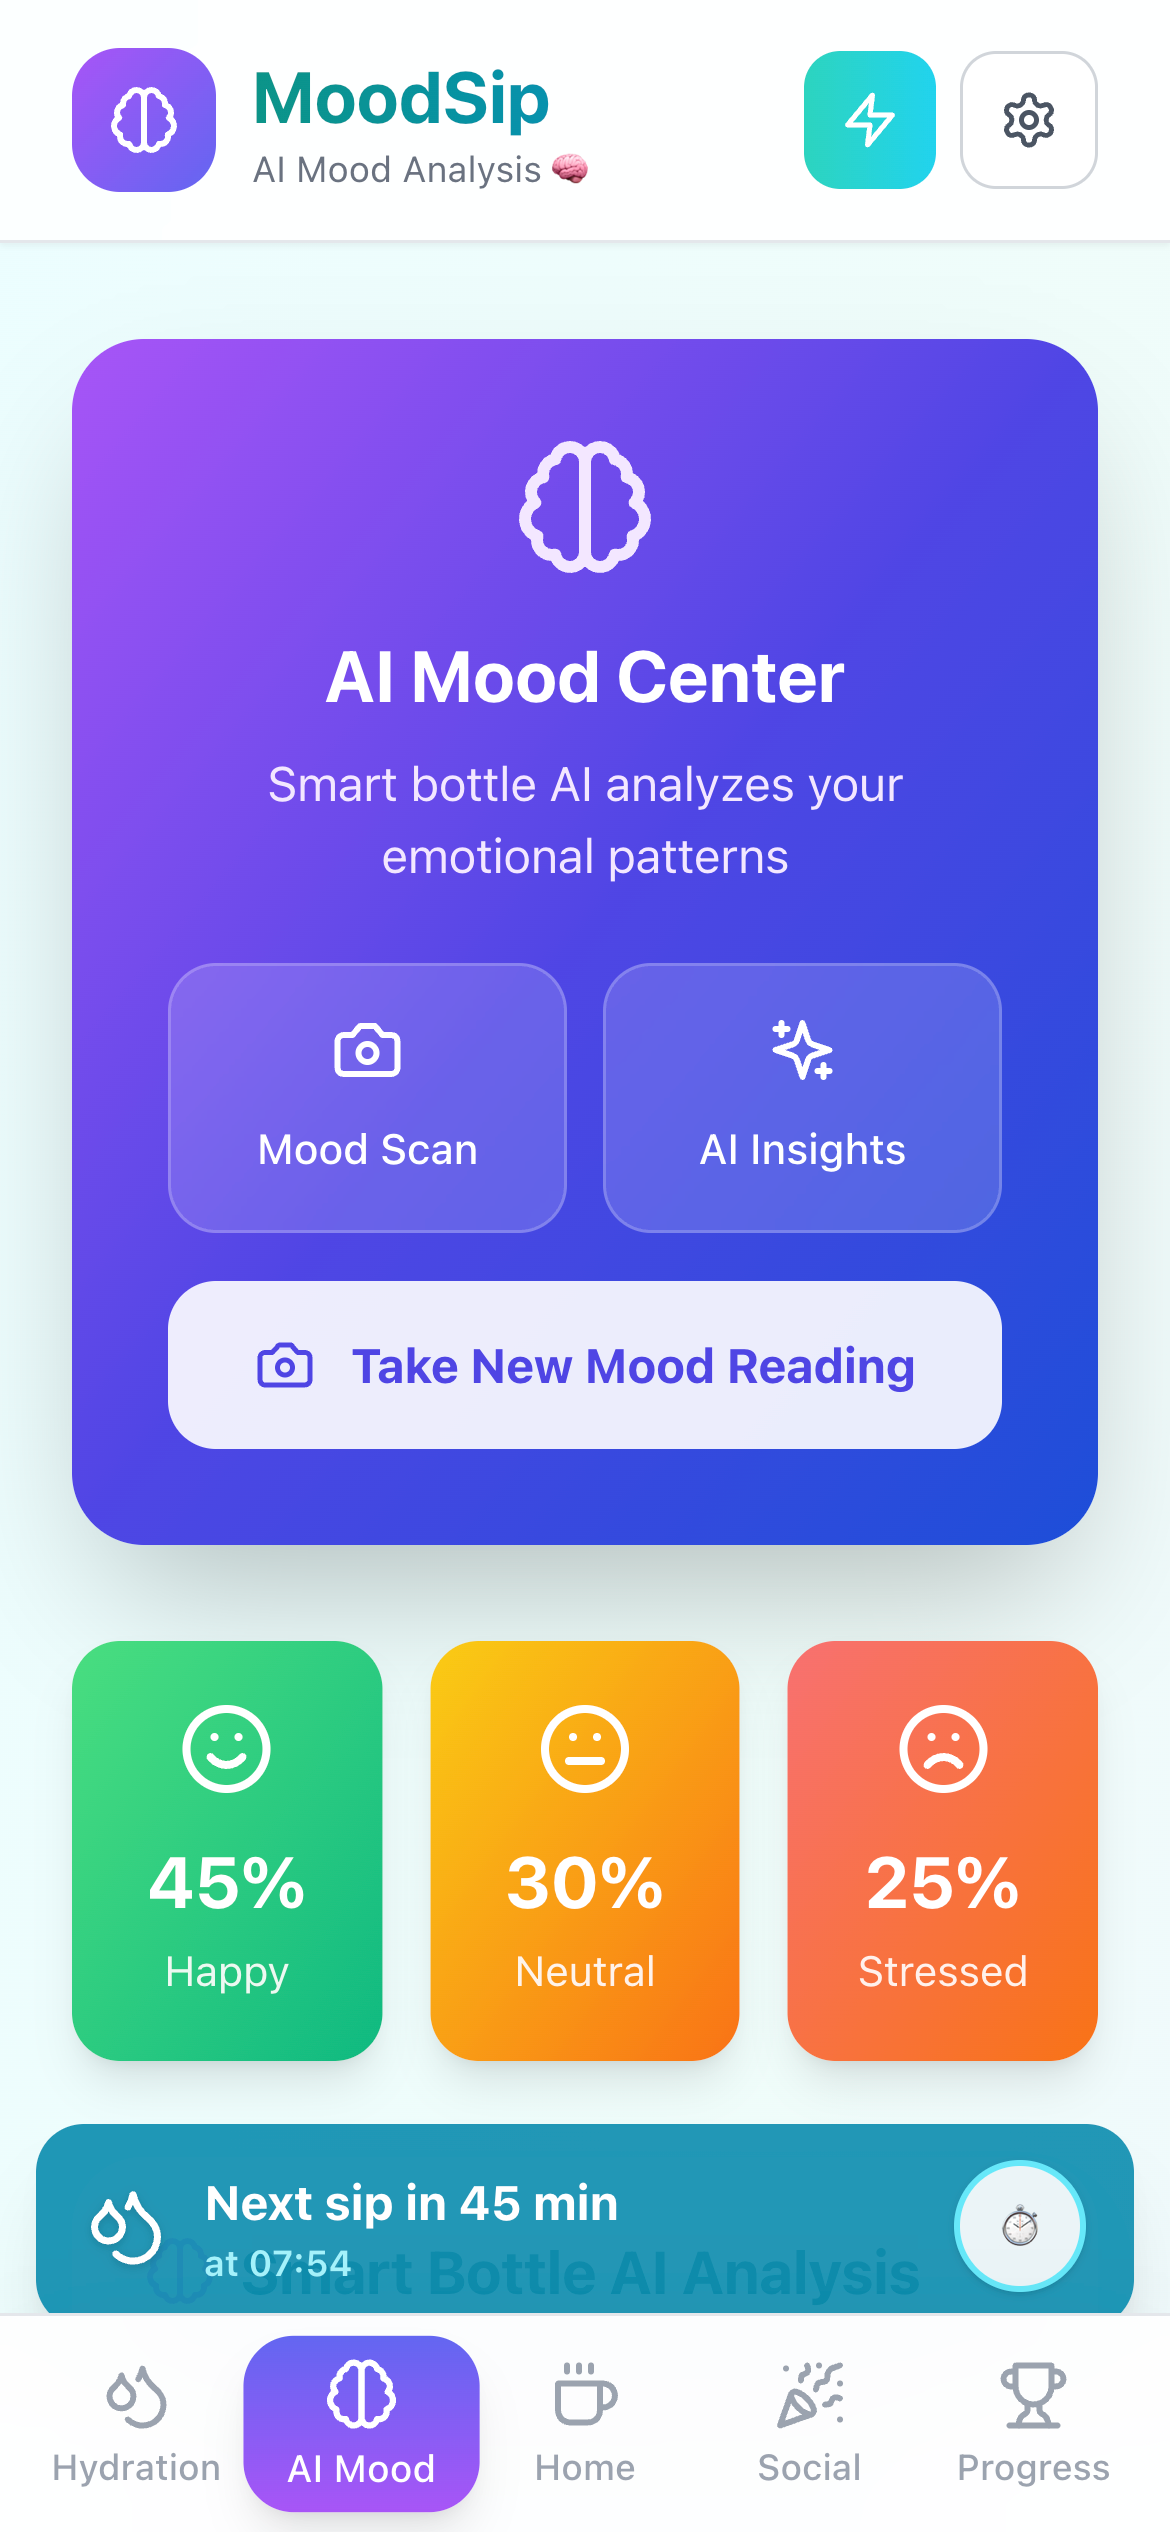 MoodSip
AI Mood Analysis 🧠
AI Mood Center
Smart bottle AI analyzes your
emotional patterns
Mood Scan
AI Insights
Take New Mood Reading
45%
Happy
30%
Neutral
25%
Stressed
Next sip in 45 min
at 07:54
Smart Bottle AI Analysis
Hydration
AI Mood
Home
Social
Progress